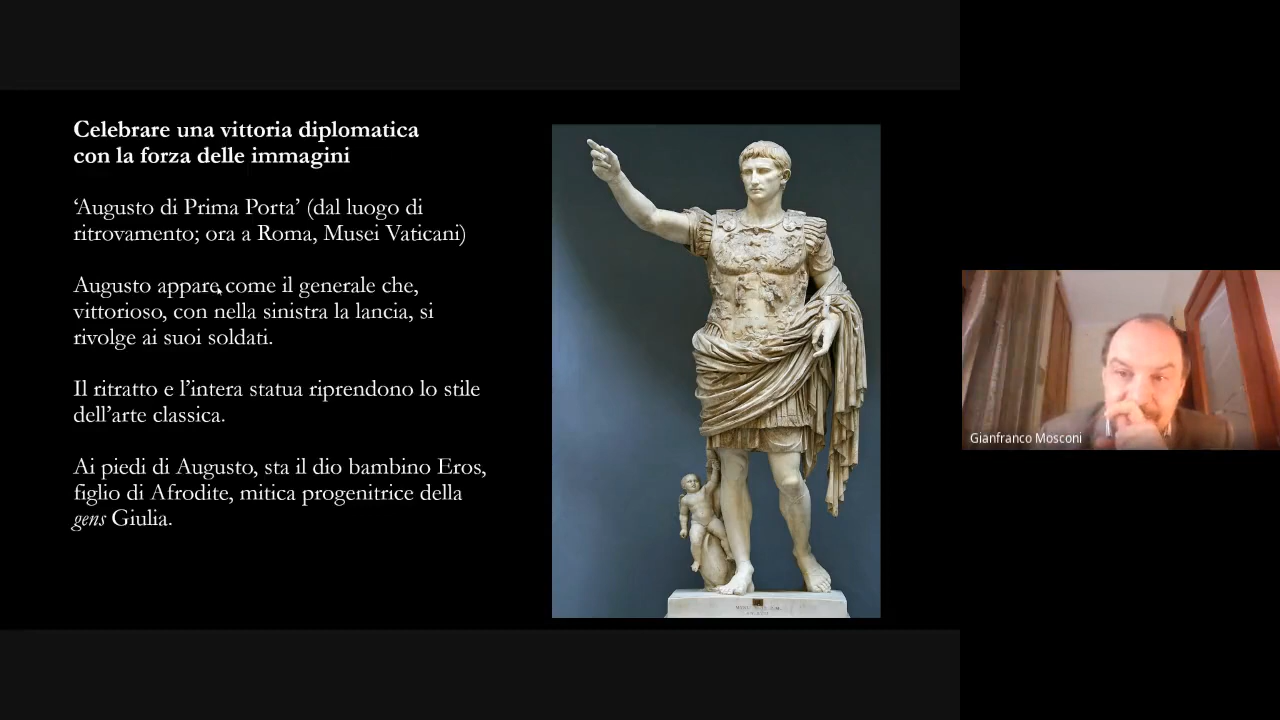 Celebrare una vittoria diplomatica
con la forza delle immagini
‘Augusto di Prima Porta’ (dal luogo di
ritrovamento; ora a Roma, Musei Vaticani)
Augusto appare come il generale che,
vittorioso, con nella sinistra la lancia, si
rivolge ai suoi soldati.
Il ritratto e l’intera statua riprendono lo stile
dell’arte classica.
Ai piedi di Augusto, sta il dio bambino Eros,
figlio di Afrodite, mitica progenitrice della
gens Giulia.
Gianfranco Mosconi